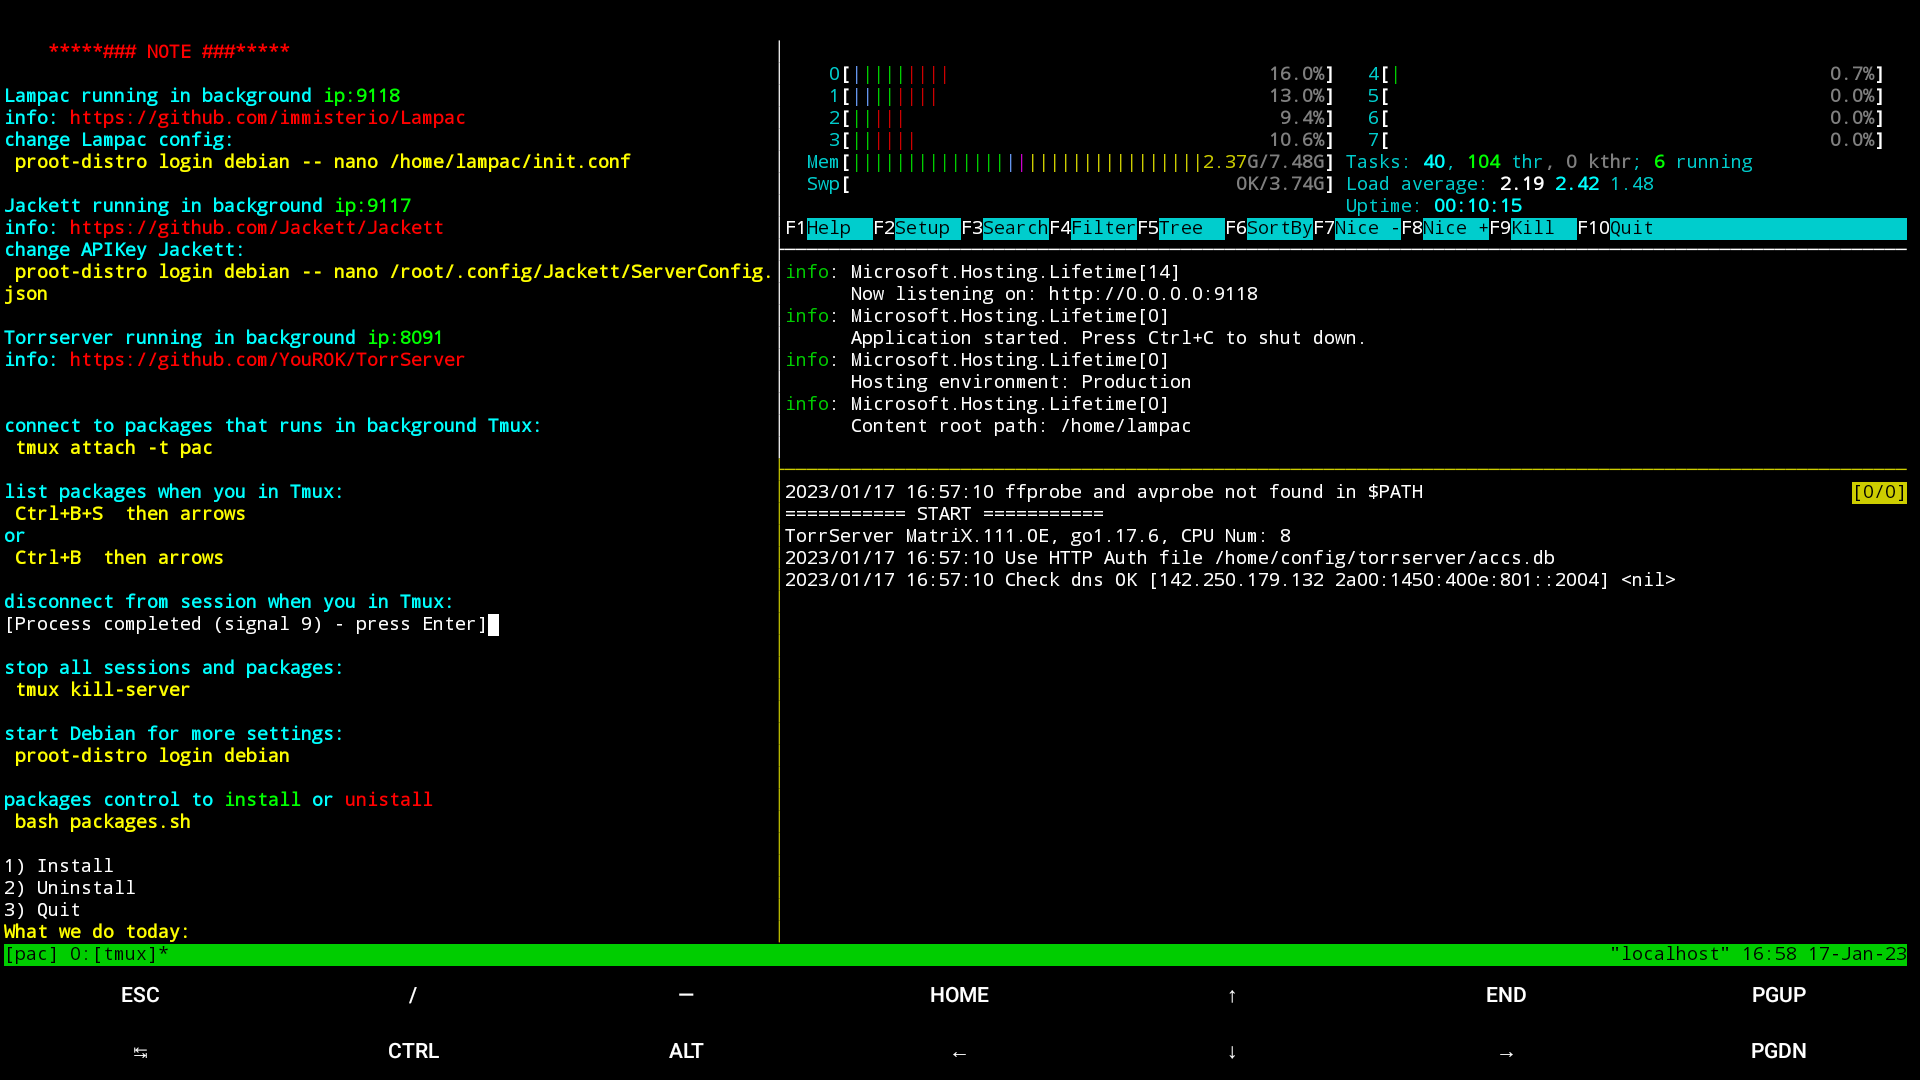 *****### NOTE ###*****
Lampac running in background ip:9118
info: https://github.com/immisterio/Lampac
change Lampac config:
proot-distro login debian -- nano /home/lampac/init.conf
Jackett running in background ip:9117
info: https://github.com/Jackett/Jackett
change APIKey Jackett:
proot-distro login debian -- nano /root/.config/Jackett/ServerConfig.
json
Torrserver running in background ip:8091
info: https://github.com/YouROK/TorrServer
connect to packages that runs in background Tmux:
tmux attach -t pac
list packages when you in Tmux:
Ctrl+B+S  then arrows
or
Ctrl+B  then arrows
disconnect from session when you in Tmux:
[Process completed (signal 9) - press Enter]
stop all sessions and packages:
tmux kill-server
start Debian for more settings:
proot-distro login debian
packages control to install or unistall
bash packages.sh
1) Install
2) Uninstall
3) Quit
What we do today:
0[||||||||| 16.0%] 4[| 0.7%]
1[|||||||| 13.0%] 5[ 0.0%]
2[||||| 9.4%] 6[ 0.0%]
3[|||||| 10.6%] 7[ 0.0%]
Mem[||||||||||||||||||||||||||||||||2.37G/7.48G] Tasks: 40, 104 thr, 0 kthr; 6 running
Swp[ 0K/3.74G] Load average: 2.19 2.42 1.48
Uptime: 00:10:15
F1Help  F2Setup F3SearchF4FilterF5Tree  F6SortByF7Nice -F8Nice +F9Kill  F10Quit
info: Microsoft.Hosting.Lifetime[14]
Now listening on: http://0.0.0.0:9118
info: Microsoft.Hosting.Lifetime[0]
Application started. Press Ctrl+C to shut down.
info: Microsoft.Hosting.Lifetime[0]
Hosting environment: Production
info: Microsoft.Hosting.Lifetime[0]
Content root path: /home/lampac
2023/01/17 16:57:10 ffprobe and avprobe not found in $PATH [0/0]
=========== START ===========
TorrServer MatriX.111.OE, go1.17.6, CPU Num: 8
2023/01/17 16:57:10 Use HTTP Auth file /home/config/torrserver/accs.db
2023/01/17 16:57:10 Check dns OK [142.250.179.132 2a00:1450:400e:801::2004] <nil>
[pac] 0:[tmux]* "localhost" 16:58 17-Jan-23
ESC / — HOME ↑ END PGUP
↹ CTRL ALT ← ↓ → PGDN